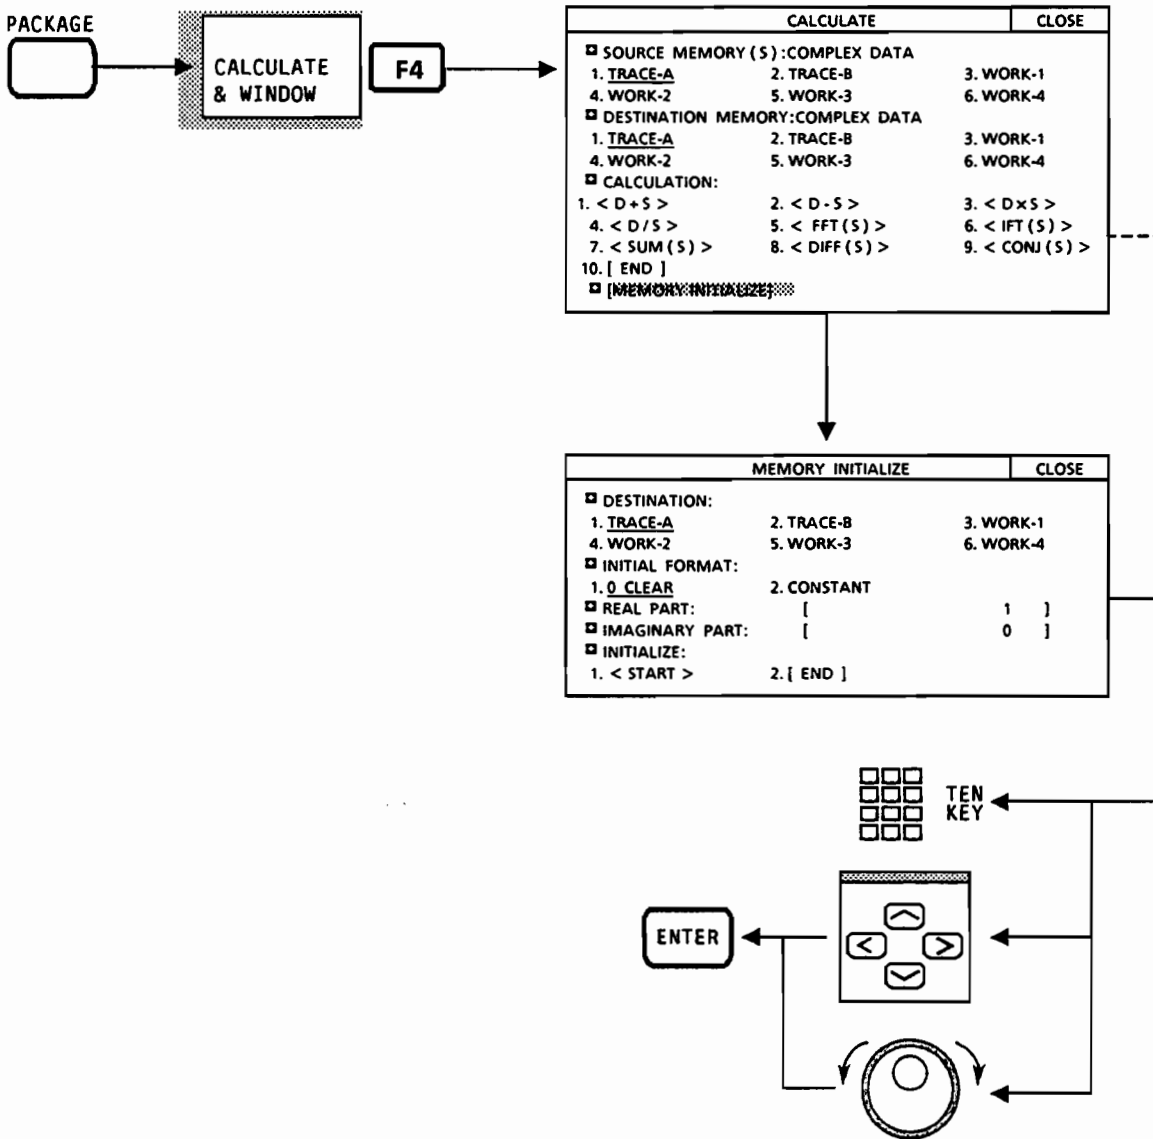 PACKAGE
CALCULATE
& WINDOW
F4
CALCULATE CLOSE
SOURCE MEMORY (S) :COMPLEX DATA
1. TRACE-A 2. TRACE-B 3. WORK-1
4. WORK-2 5. WORK-3 6. WORK-4
DESTINATION MEMORY:COMPLEX DATA
1. TRACE-A 2. TRACE-B 3. WORK-1
4. WORK-2 5. WORK-3 6. WORK-4
CALCULATION:
1. < D + S > 2. < D - S > 3. < D × S >
4. < D / S > 5. < FFT (S) > 6. < IFT (S) >
7. < SUM (S) > 8. < DIFF (S) > 9. < CONJ (S) >
10. [ END ]
[MEMORY INITIALIZE]
MEMORY INITIALIZE CLOSE
DESTINATION:
1. TRACE-A 2. TRACE-B 3. WORK-1
4. WORK-2 5. WORK-3 6. WORK-4
INITIAL FORMAT:
1. 0 CLEAR 2. CONSTANT
REAL PART: [ 1 ]
IMAGINARY PART: [ 0 ]
INITIALIZE:
1. < START > 2. [ END ]
TEN
KEY
ENTER